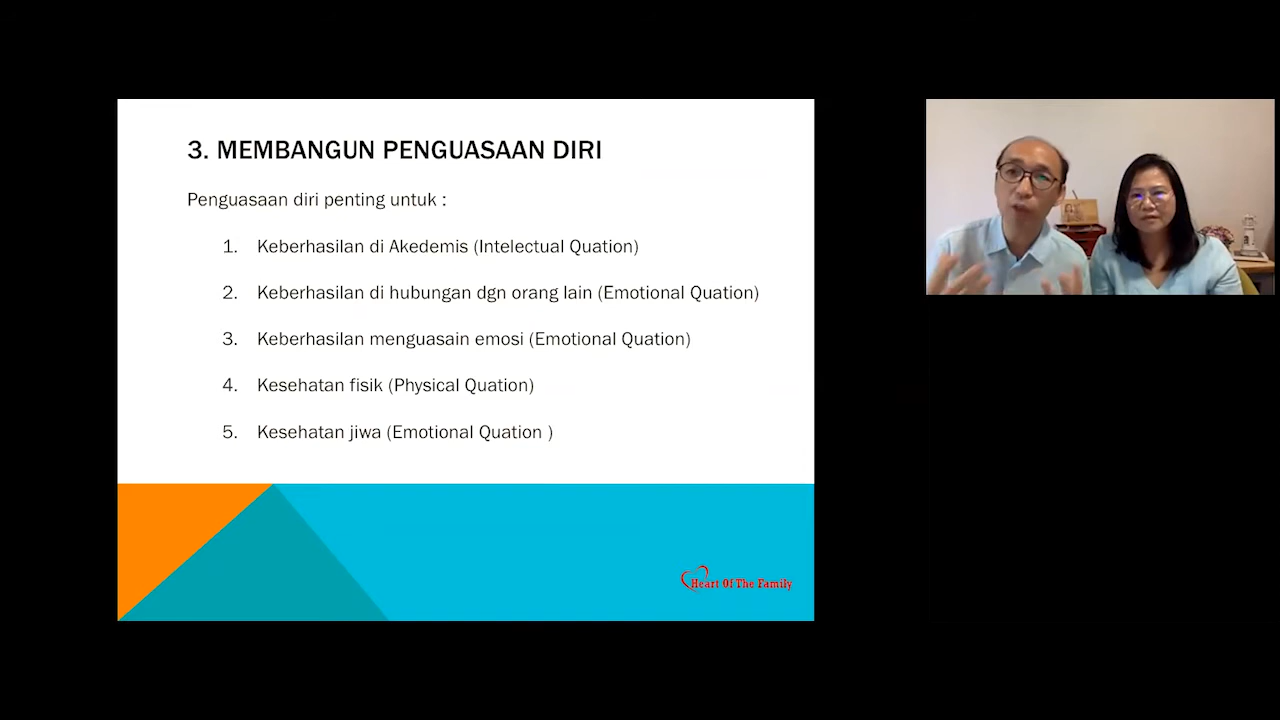 3. MEMBANGUN PENGUASAAN DIRI
Penguasaan diri penting untuk :
1. Keberhasilan di Akedemis (Intelectual Quation)
2. Keberhasilan di hubungan dgn orang lain (Emotional Quation)
3. Keberhasilan menguasain emosi (Emotional Quation)
4. Kesehatan fisik (Physical Quation)
5. Kesehatan jiwa (Emotional Quation )
Heart Of The Family